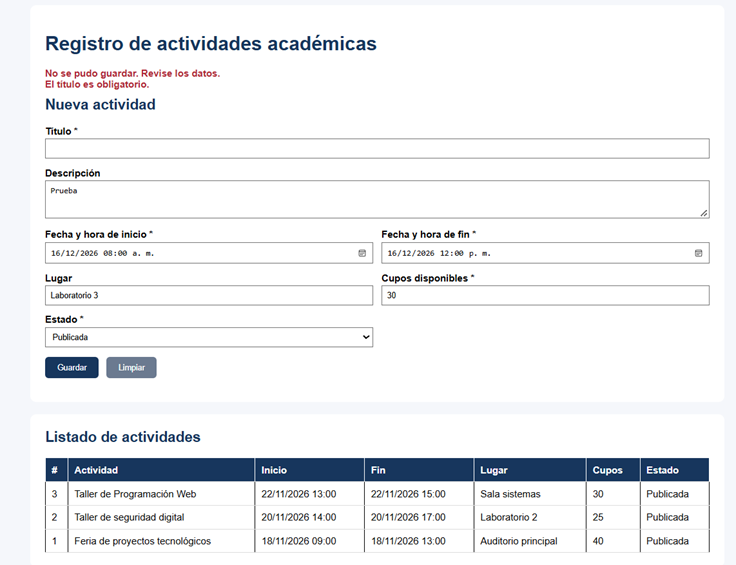 Registro de actividades académicas
No se pudo guardar. Revise los datos.
El título es obligatorio.
Nueva actividad
Titulo *
Descripción
Prueba
Fecha y hora de inicio * Fecha y hora de fin *
16/12/2026 08:00 a. m. 16/12/2026 12:00 p. m.
Lugar Cupos disponibles *
Laboratorio 3 30
Estado *
Publicada
Guardar Limpiar
Listado de actividades
# Actividad Inicio Fin Lugar Cupos Estado
3 Taller de Programación Web 22/11/2026 13:00 22/11/2026 15:00 Sala sistemas 30 Publicada
2 Taller de seguridad digital 20/11/2026 14:00 20/11/2026 17:00 Laboratorio 2 25 Publicada
1 Feria de proyectos tecnológicos 18/11/2026 09:00 18/11/2026 13:00 Auditorio principal 40 Publicada